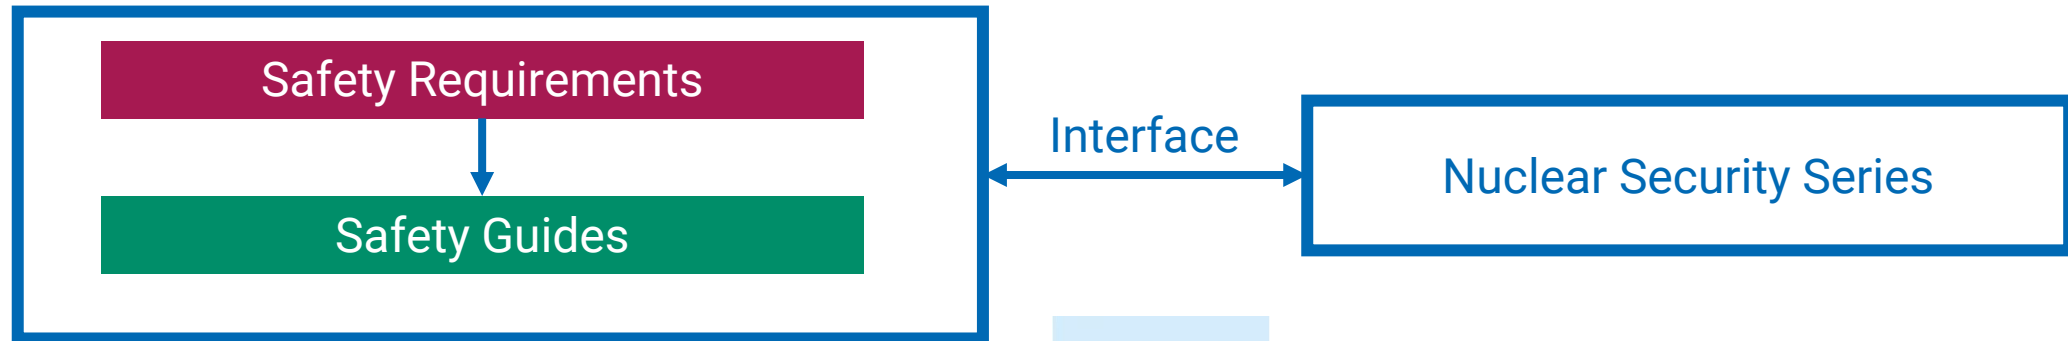 Safety Requirements
Interface
Nuclear Security Series
Safety Guides